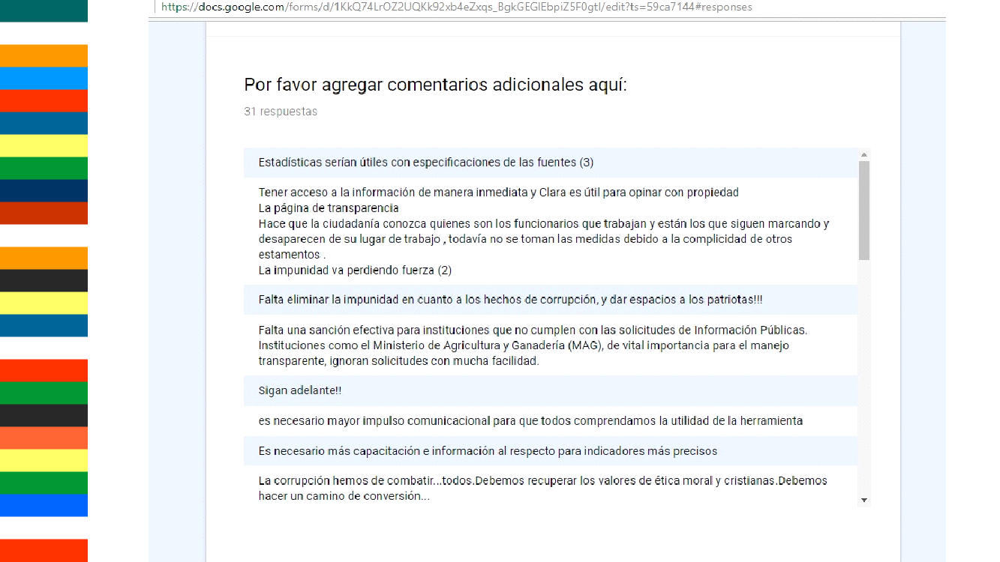 https://docs.google.com/forms/d/1KkQ74LrOZ2UQKk92xb4eZxqs_BgkGEGlEbpiZ5F0gtI/edit?ts=59ca7144#responses
Por favor agregar comentarios adicionales aquí:
31 respuestas
Estadísticas serían útiles con especificaciones de las fuentes (3)
Tener acceso a la información de manera inmediata y Clara es útil para opinar con propiedad
La página de transparencia
Hace que la ciudadanía conozca quienes son los funcionarios que trabajan y están los que siguen marcando y
desaparecen de su lugar de trabajo , todavía no se toman las medidas debido a la complicidad de otros
estamentos .
La impunidad va perdiendo fuerza (2)
Falta eliminar la impunidad en cuanto a los hechos de corrupción, y dar espacios a los patriotas!!!
Falta una sanción efectiva para instituciones que no cumplen con las solicitudes de Información Públicas.
Instituciones como el Ministerio de Agricultura y Ganadería (MAG), de vital importancia para el manejo
transparente, ignoran solicitudes con mucha facilidad.
Sigan adelante!!
es necesario mayor impulso comunicacional para que todos comprendamos la utilidad de la herramienta
Es necesario más capacitación e información al respecto para indicadores más precisos
La corrupción hemos de combatir...todos.Debemos recuperar los valores de ética moral y cristianas.Debemos
hacer un camino de conversión...